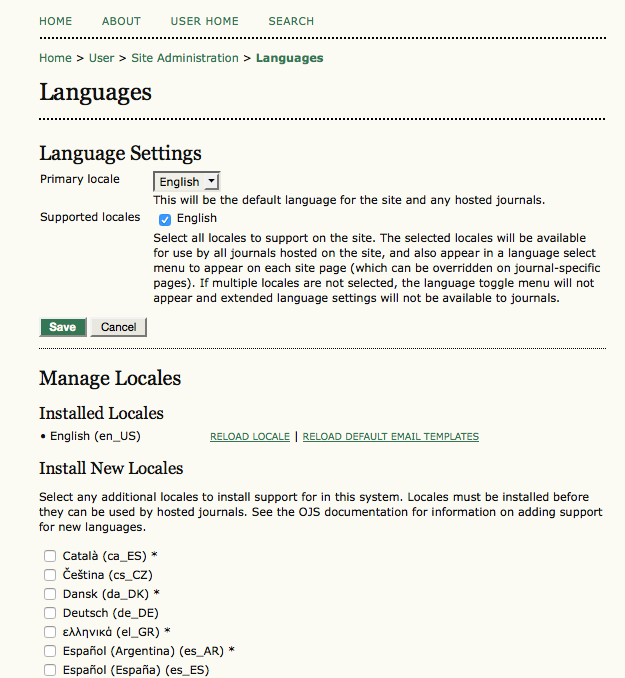 HOME ABOUT USER HOME SEARCH
Home > User > Site Administration > Languages
Languages
Language Settings
Primary locale English
This will be the default language for the site and any hosted journals.
Supported locales English
Select all locales to support on the site. The selected locales will be available
for use by all journals hosted on the site, and also appear in a language select
menu to appear on each site page (which can be overridden on journal-specific
pages). If multiple locales are not selected, the language toggle menu will not
appear and extended language settings will not be available to journals.
Save Cancel
Manage Locales
Installed Locales
• English (en_US) RELOAD LOCALE | RELOAD DEFAULT EMAIL TEMPLATES
Install New Locales
Select any additional locales to install support for in this system. Locales must be installed before
they can be used by hosted journals. See the OJS documentation for information on adding support
for new languages.
Català (ca_ES) *
Čeština (cs_CZ)
Dansk (da_DK) *
Deutsch (de_DE)
ελληνικά (el_GR) *
Español (Argentina) (es_AR) *
Español (España) (es_ES)